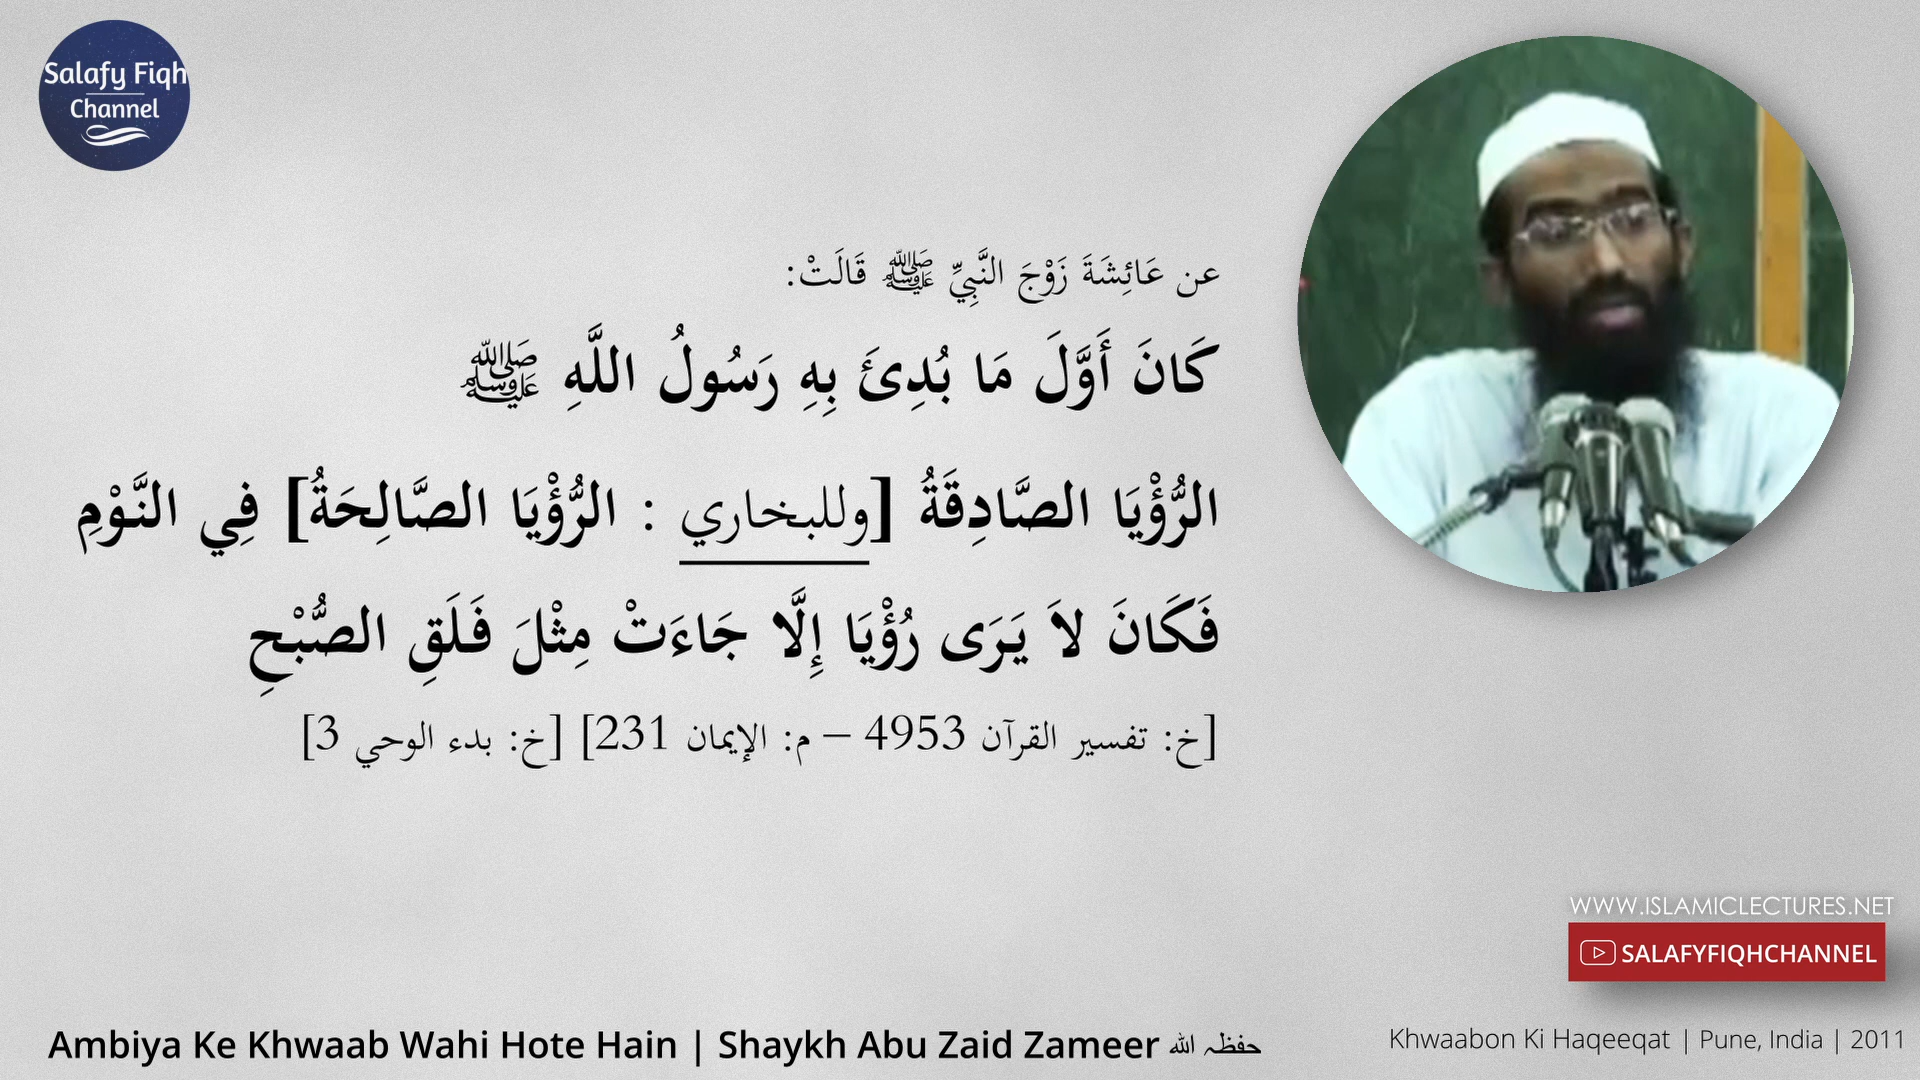 Salafy Fiqh
Channel
عن عَائِشَةَ زَوْجَ النَّبِيِّ ﷺ قَالَتْ:
كَانَ أَوَّلَ مَا بُدِئَ بِهِ رَسُولُ اللَّهِ ﷺ
الرُّؤْيَا الصَّادِقَةُ [وللبخاري : الرُّؤْيَا الصَّالِحَةُ] فِي النَّوْمِ
فَكَانَ لاَ يَرَى رُؤْيَا إِلَّا جَاءَتْ مِثْلَ فَلَقِ الصُّبْحِ
[خ: تفسير القرآن 4953 – م: الإيمان 231] [خ: بدء الوحي 3]
WWW.ISLAMICLECTURES.NET
SALAFYFIQHCHANNEL
Ambiya Ke Khwaab Wahi Hote Hain | Shaykh Abu Zaid Zameer حفظہ اللہ
Khwaabon Ki Haqeeqat | Pune, India | 2011